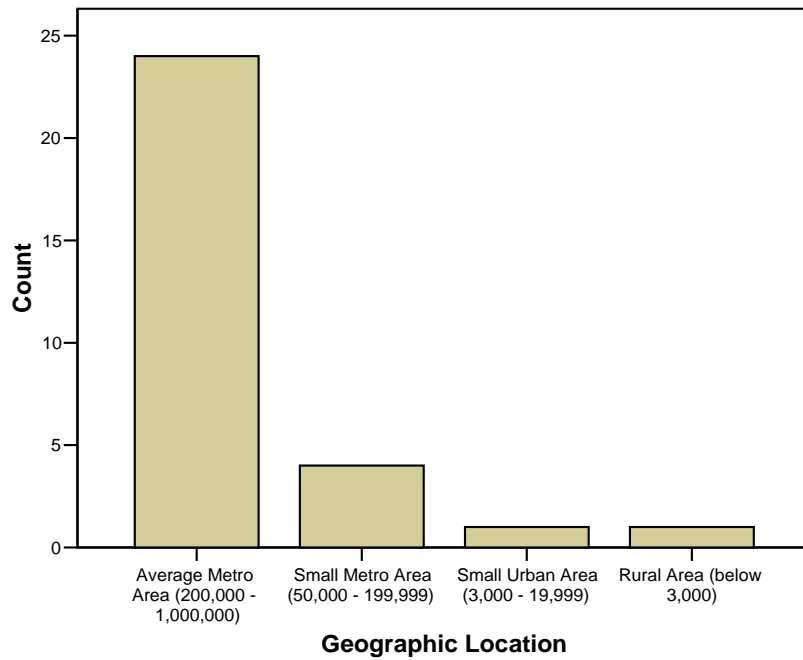 25
20
15
10
5
0
Count
Average Metro
Area (200,000 -
1,000,000)
Small Metro Area
(50,000 - 199,999)
Small Urban Area
(3,000 - 19,999)
Rural Area (below
3,000)
Geographic Location